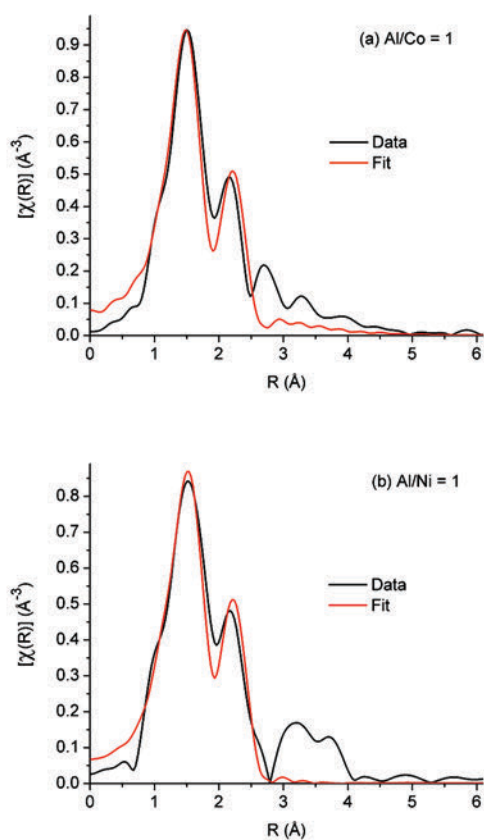 (a) Al/Co = 1
Data
Fit
[χ(R)] (Å⁻³)
0.9
0.8
0.7
0.6
0.5
0.4
0.3
0.2
0.1
0.0
0 1 2 3 4 5 6
R (Å)
(b) Al/Ni = 1
Data
Fit
[χ(R)] (Å⁻³)
0.8
0.7
0.6
0.5
0.4
0.3
0.2
0.1
0.0
0 1 2 3 4 5 6
R (Å)